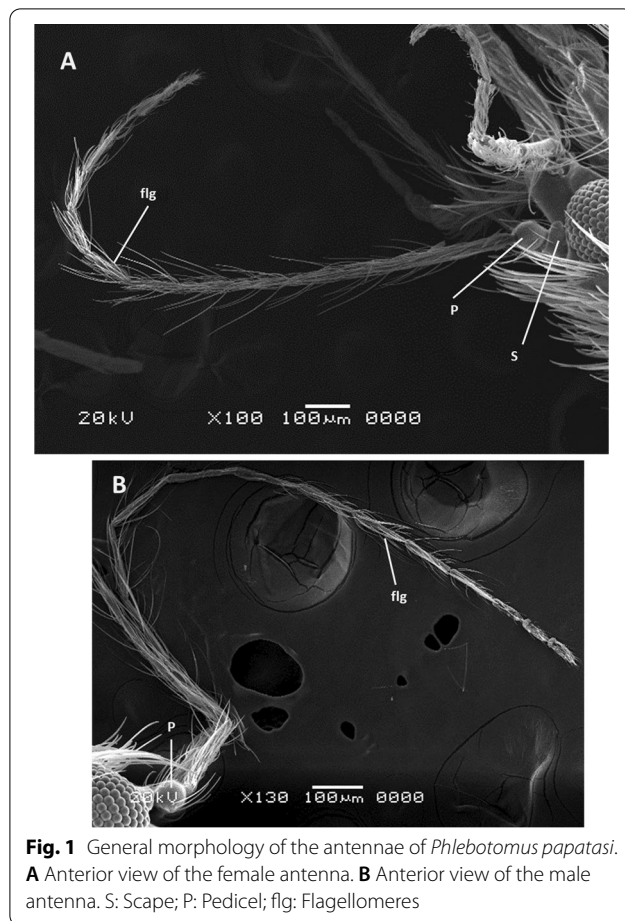 A
flg
P
S
20kV X100 100μm 0000
B
flg
P
20kV X130 100μm 0000
Fig. 1 General morphology of the antennae of Phlebotomus papatasi.
A Anterior view of the female antenna. B Anterior view of the male
antenna. S: Scape; P: Pedicel; flg: Flagellomeres